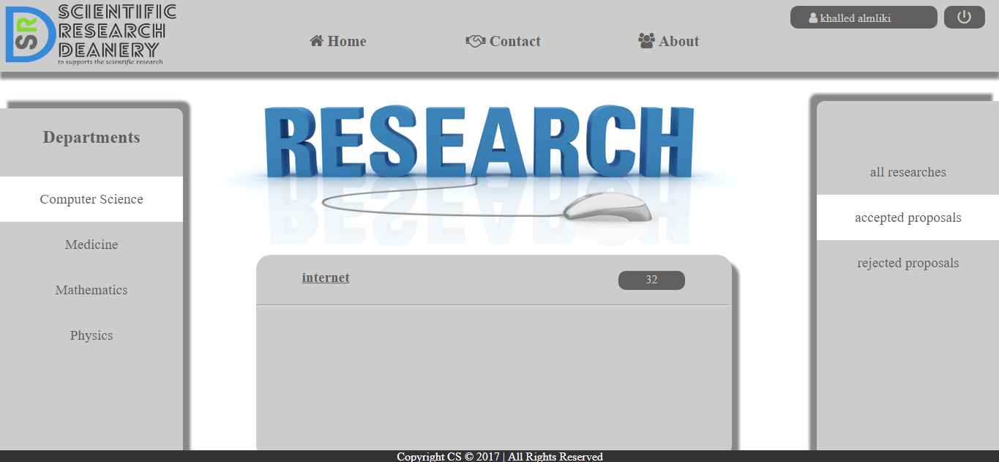 SR
SCIENTIFIC
RESEARCH
DEANERY
to supports the scientific research
Home
Contact
About
khalled almliki
Departments
Computer Science
Medicine
Mathematics
Physics
RESEARCH
internet
32
all researches
accepted proposals
rejected proposals
Copyright CS © 2017 | All Rights Reserved